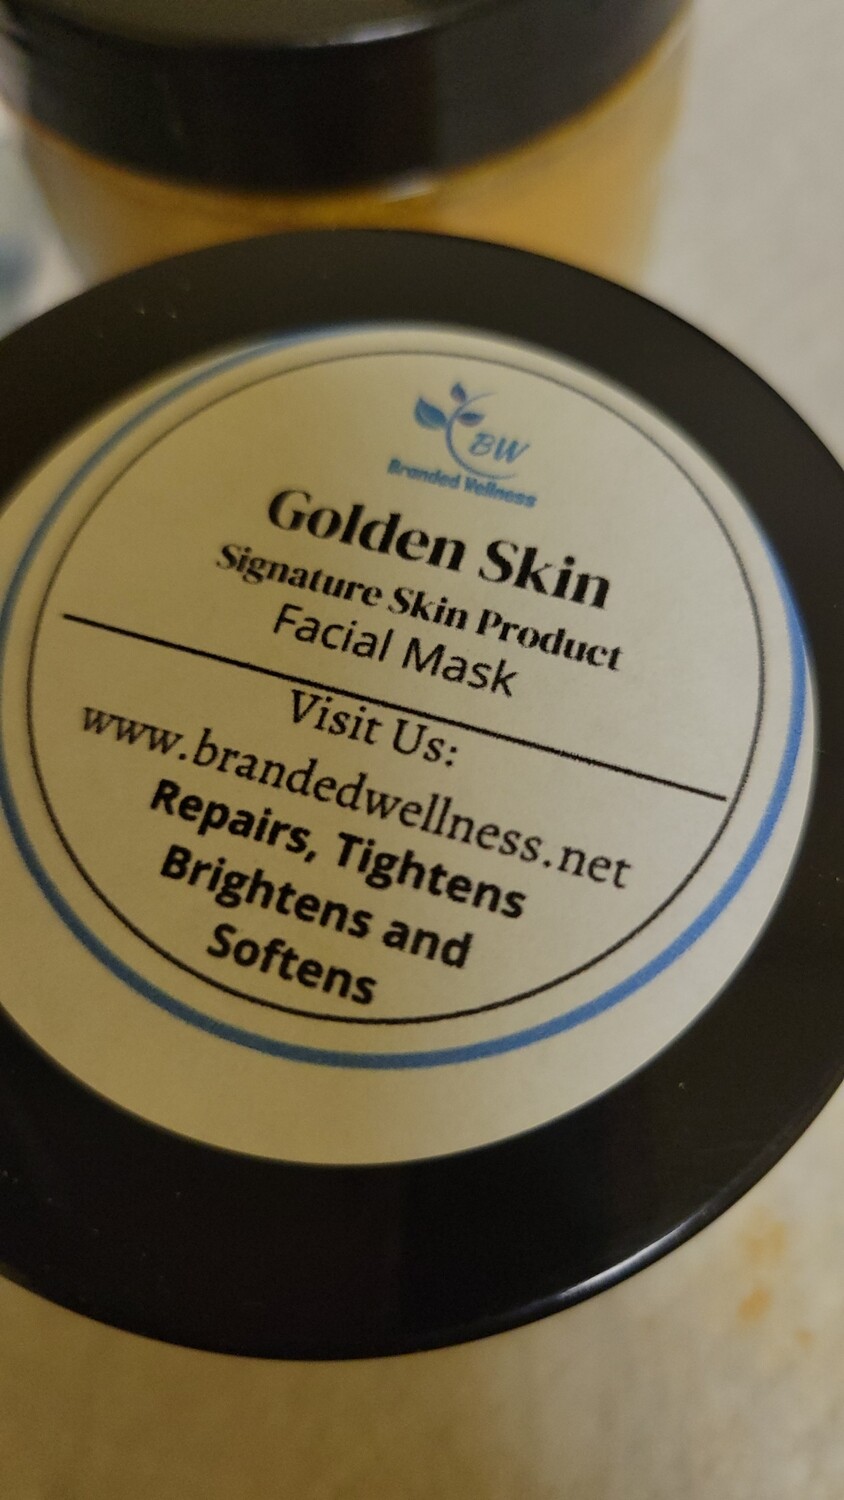 BW
Branded Wellness
Golden Skin
Signature Skin Product
Facial Mask
Visit Us:
www.brandedwellness.net
Repairs, Tightens
Brightens and
Softens